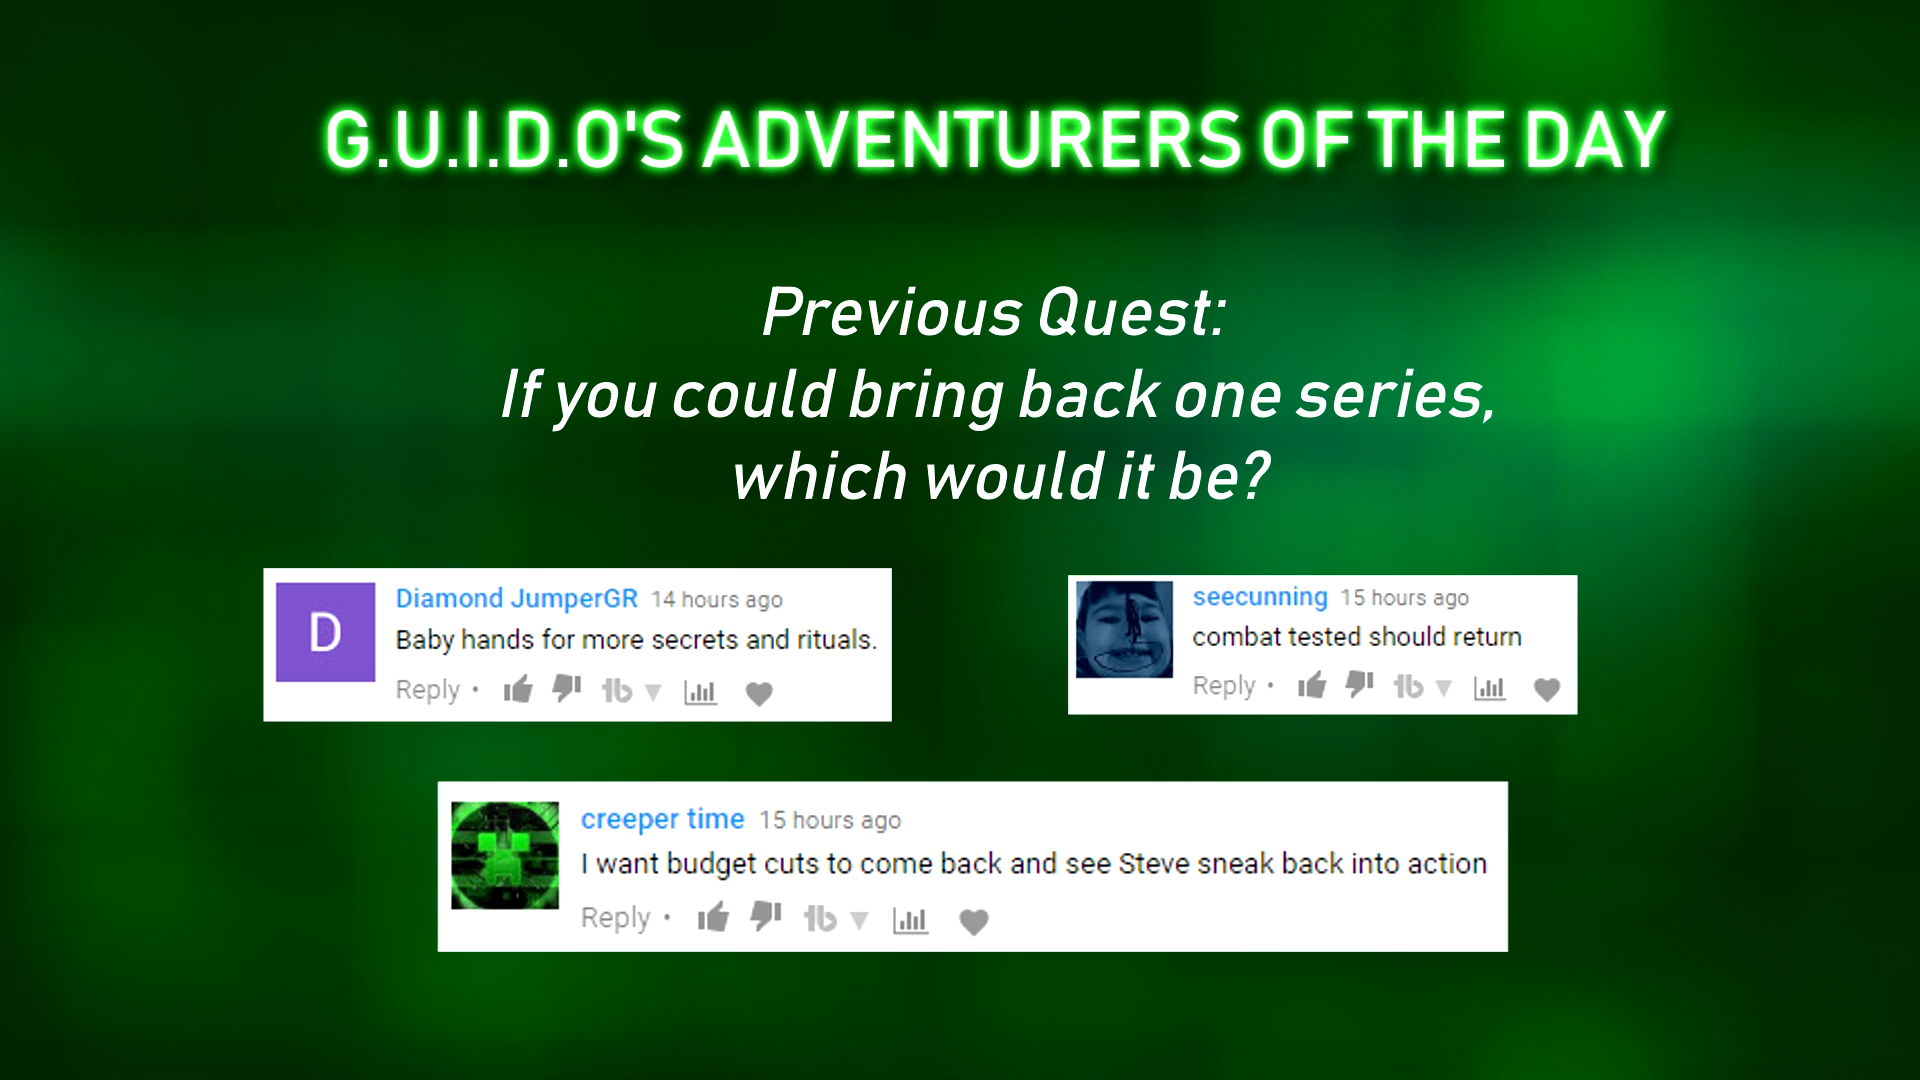 G.U.I.D.O'S ADVENTURERS OF THE DAY
Previous Quest:
If you could bring back one series,
which would it be?
D
Diamond JumperGR 14 hours ago
Baby hands for more secrets and rituals.
Reply •
seecunning 15 hours ago
combat tested should return
Reply •
creeper time 15 hours ago
I want budget cuts to come back and see Steve sneak back into action
Reply •